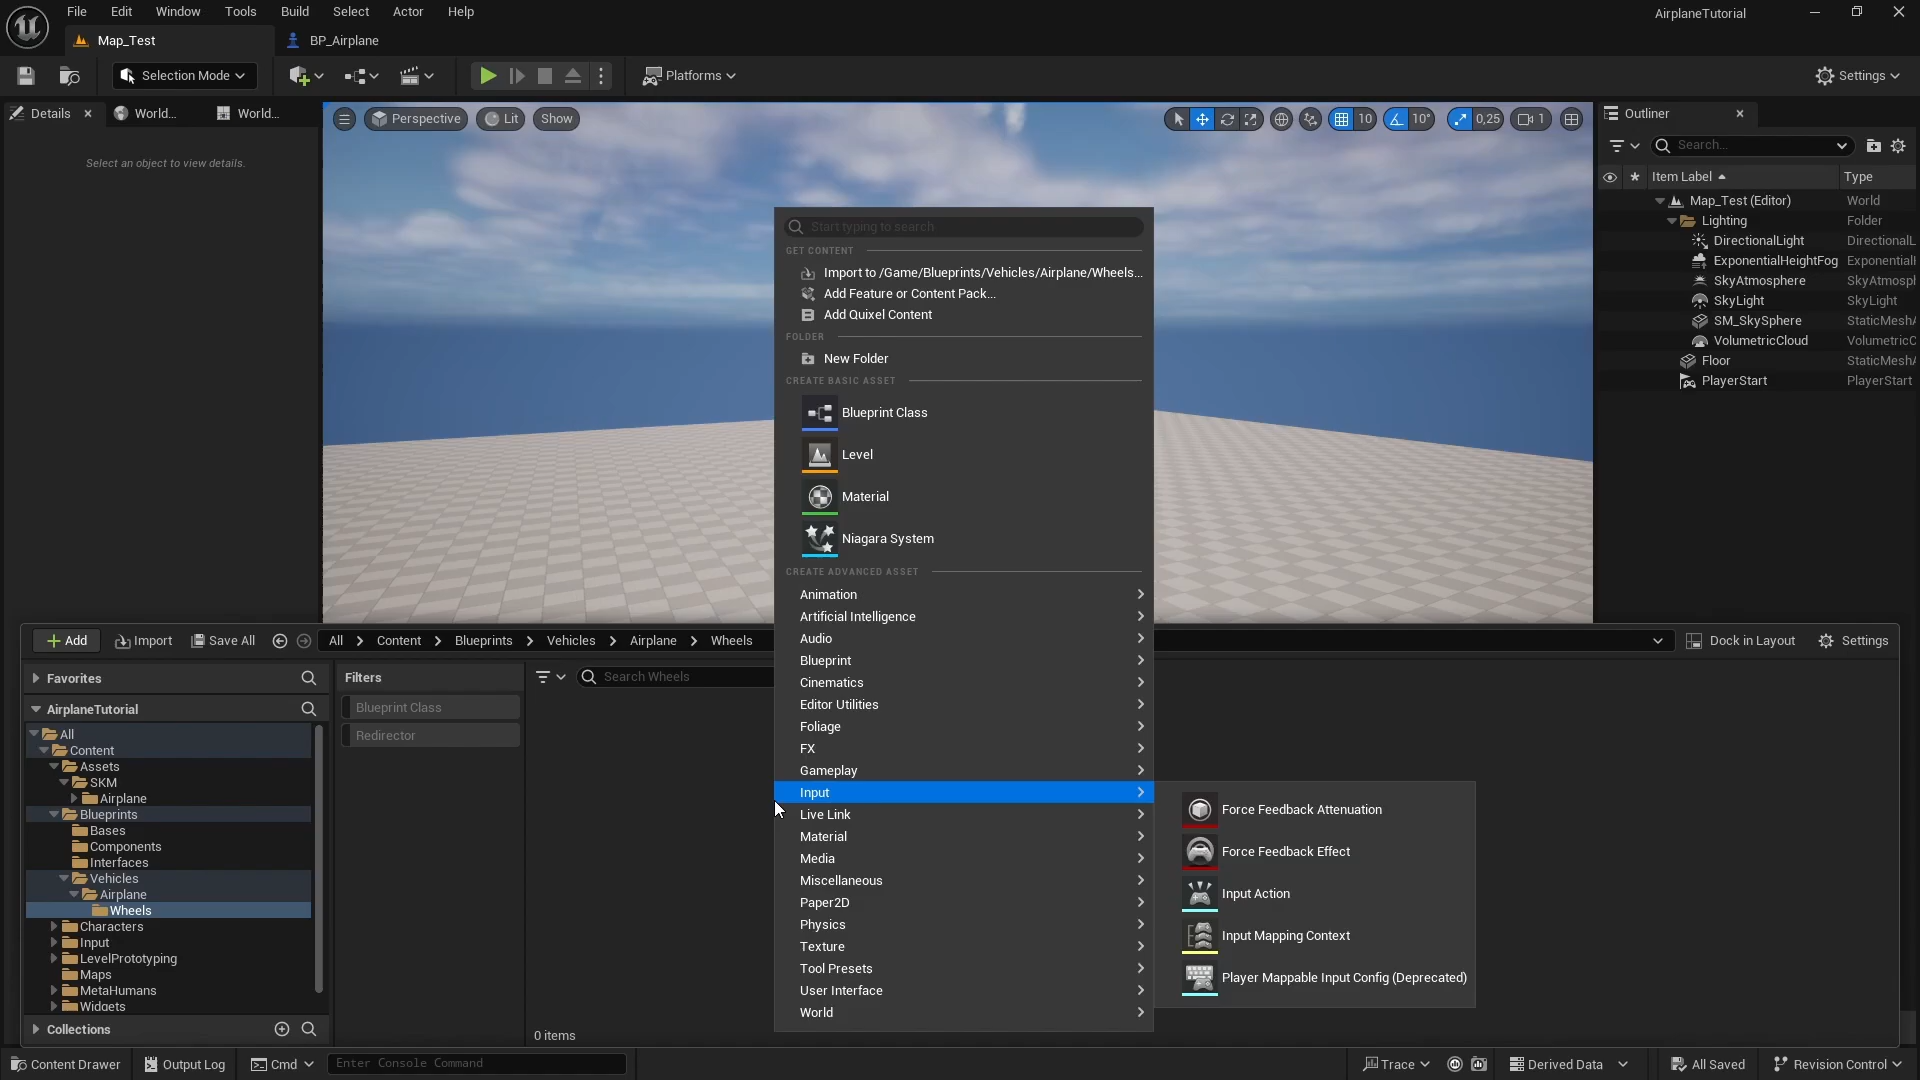 File Edit Window Tools Build Select Actor Help
AirplaneTutorial
Map_Test
BP_Airplane
Selection Mode
Platforms
Settings
Details
World...
World...
Select an object to view details.
Perspective
Lit
Show
10
10°
0,25
1
Outliner
Search...
Item Label
Type
Map_Test (Editor) World
Lighting Folder
DirectionalLight DirectionalL
ExponentialHeightFog Exponential
SkyAtmosphere SkyAtmosph
SkyLight SkyLight
SM_SkySphere StaticMesh
VolumetricCloud VolumetricC
Floor StaticMesh
PlayerStart PlayerStart
Start typing to search
GET CONTENT
Import to /Game/Blueprints/Vehicles/Airplane/Wheels...
Add Feature or Content Pack...
Add Quixel Content
FOLDER
New Folder
CREATE BASIC ASSET
Blueprint Class
Level
Material
Niagara System
CREATE ADVANCED ASSET
Animation
Artificial Intelligence
Audio
Blueprint
Cinematics
Editor Utilities
Foliage
FX
Gameplay
Input
Live Link
Material
Media
Miscellaneous
Paper2D
Physics
Texture
Tool Presets
User Interface
World
Force Feedback Attenuation
Force Feedback Effect
Input Action
Input Mapping Context
Player Mappable Input Config (Deprecated)
Add
Import
Save All
All
Content
Blueprints
Vehicles
Airplane
Wheels
Dock in Layout
Settings
Favorites
AirplaneTutorial
All
Content
Assets
SKM
Airplane
Blueprints
Bases
Components
Interfaces
Vehicles
Airplane
Wheels
Characters
Input
LevelPrototyping
Maps
MetaHumans
Widgets
Collections
Filters
Blueprint Class
Redirector
Search Wheels
0 items
Content Drawer
Output Log
Cmd
Enter Console Command
Trace
Derived Data
All Saved
Revision Control